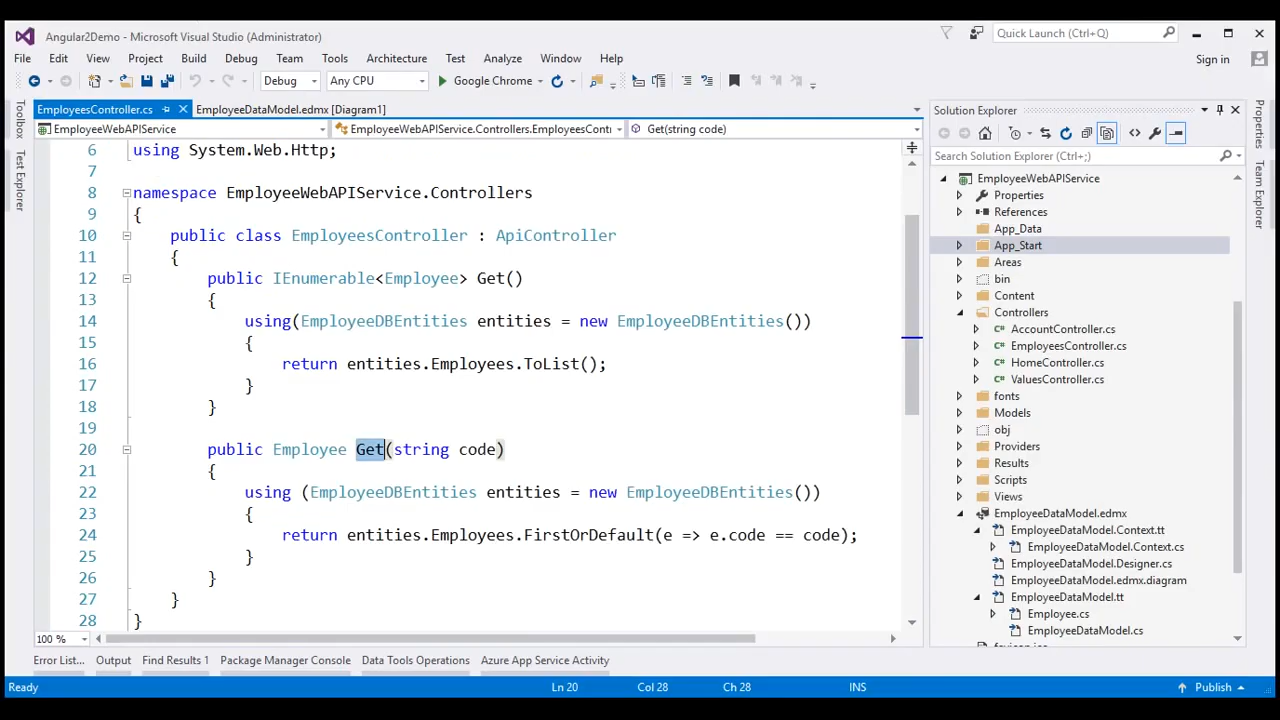 Angular2Demo - Microsoft Visual Studio (Administrator)
Quick Launch (Ctrl+Q)
File Edit View Project Build Debug Team Tools Architecture Test Analyze Window Help
Sign in
Debug Any CPU Google Chrome
Toolbox
Test Explorer
EmployeesController.cs EmployeeDataModel.edmx [Diagram1]
EmployeeWebAPIService EmployeeWebAPIService.Controllers.EmployeesConti Get(string code)
6 using System.Web.Http;
7
8 namespace EmployeeWebAPIService.Controllers
9 {
10 public class EmployeesController : ApiController
11 {
12 public IEnumerable<Employee> Get()
13 {
14 using(EmployeeDBEntities entities = new EmployeeDBEntities())
15 {
16 return entities.Employees.ToList();
17 }
18 }
19
20 public Employee Get(string code)
21 {
22 using (EmployeeDBEntities entities = new EmployeeDBEntities())
23 {
24 return entities.Employees.FirstOrDefault(e => e.code == code);
25 }
26 }
27 }
28 }
100 %
Solution Explorer
Search Solution Explorer (Ctrl+;)
EmployeeWebAPIService
Properties
References
App_Data
App_Start
Areas
bin
Content
Controllers
AccountController.cs
EmployeesController.cs
HomeController.cs
ValuesController.cs
fonts
Models
obj
Providers
Results
Scripts
Views
EmployeeDataModel.edmx
EmployeeDataModel.Context.tt
EmployeeDataModel.Context.cs
EmployeeDataModel.Designer.cs
EmployeeDataModel.edmx.diagram
EmployeeDataModel.tt
Employee.cs
EmployeeDataModel.cs
Properties
Team Explorer
Error List... Output Find Results 1 Package Manager Console Data Tools Operations Azure App Service Activity
Ready Ln 20 Col 28 Ch 28 INS Publish